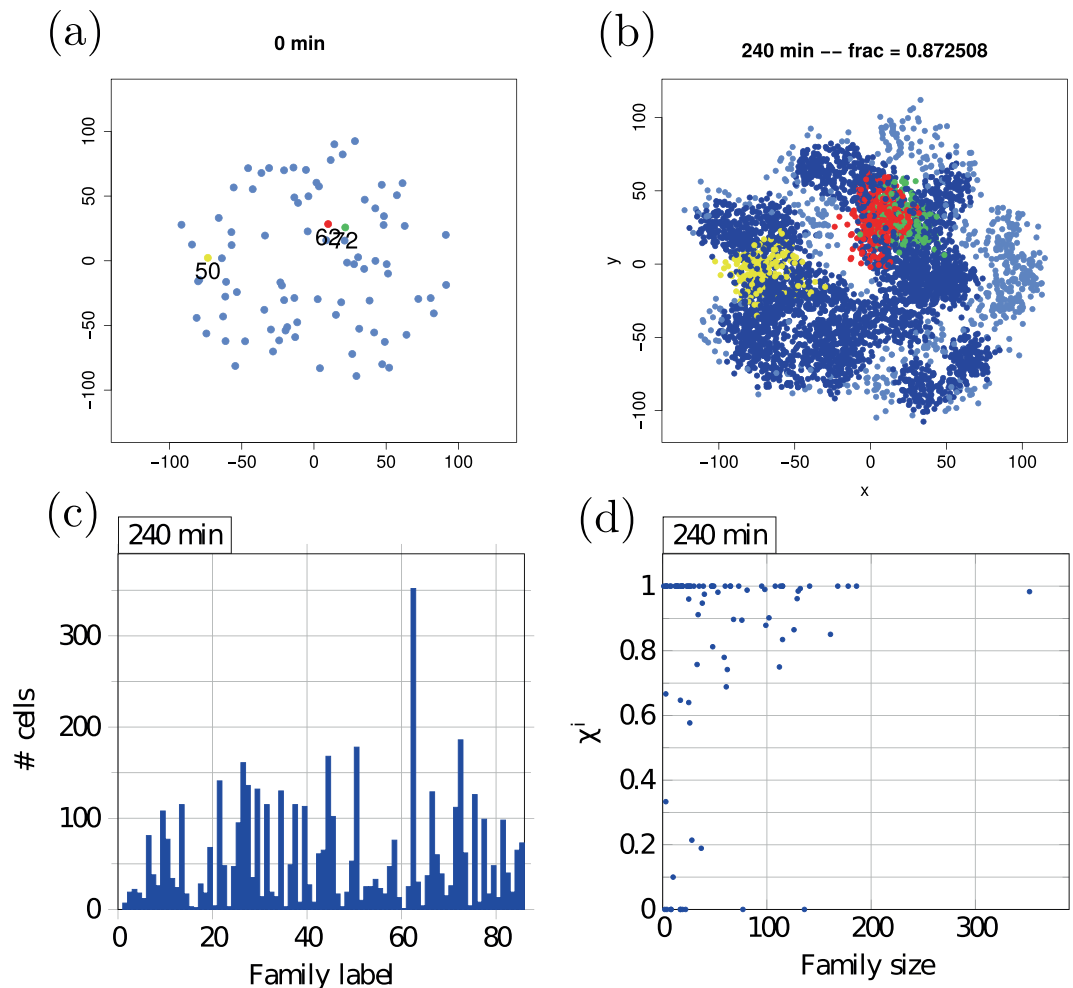 (a)
0 min
100
50
0
−50
−100
50
62
72
−100 −50 0 50 100
(b)
240 min −− frac = 0.872508
y
100
50
0
−50
−100
−100 −50 0 50 100
x
(c)
240 min
# cells
300
200
100
0
0 20 40 60 80
Family label
(d)
240 min
χⁱ
1
0.8
0.6
0.4
0.2
0
0 100 200 300
Family size